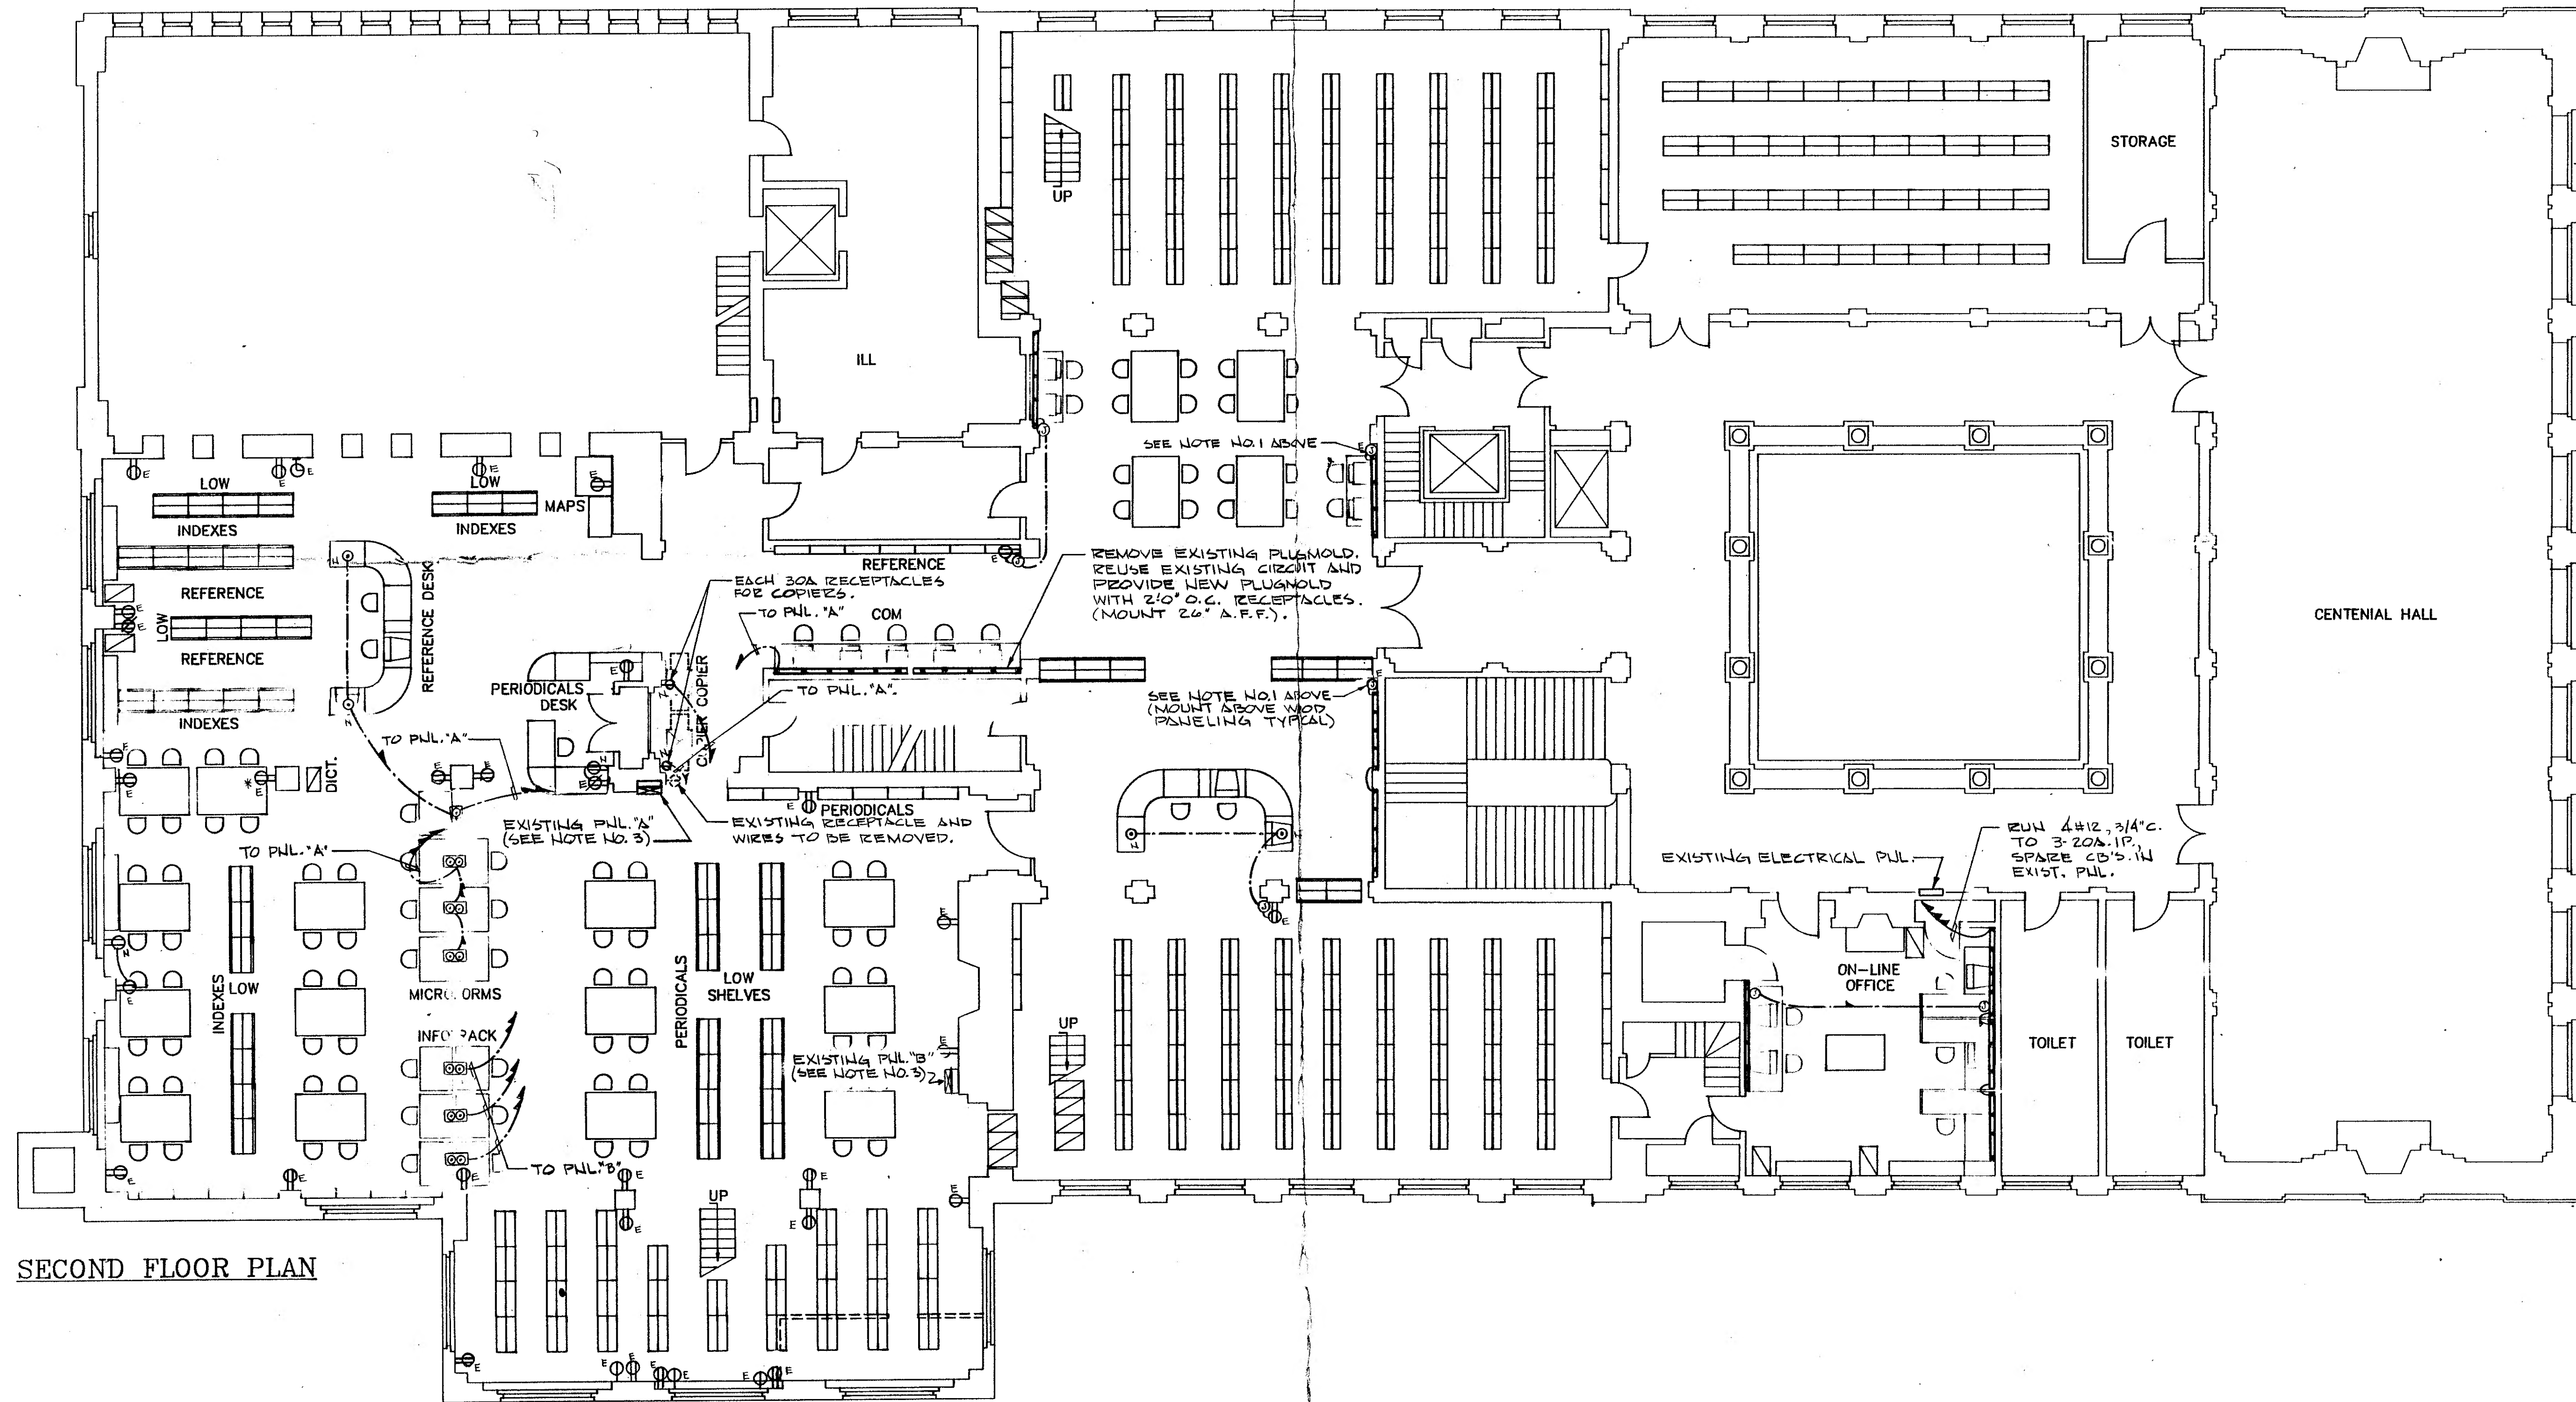 STORAGE
UP
ILL
SEE NOTE NO.1 ABOVE
LOW
INDEXES
LOW
INDEXES
MAPS
REFERENCE
LOW
REFERENCE
INDEXES
REFERENCE DESK
REFERENCE
EACH 30A RECEPTACLES
FOR COPIERS.
TO PNL. "A"
COM
REMOVE EXISTING PLUGMOLD.
REUSE EXISTING CIRCUIT AND
PROVIDE NEW PLUGMOLD
WITH 2'0" O.C. RECEPTACLES.
(MOUNT 26" A.F.F.).
CENTENIAL HALL
PERIODICALS
DESK
COPIER
TO PNL. "A".
SEE NOTE NO.1 ABOVE
(MOUNT ABOVE WOD
PANELING TYPCAL)
TO PNL. "A"
DICT.
EXISTING PNL. "A"
(SEE NOTE NO. 3)
PERIODICALS
EXISTING RECEPTACLE AND
WIRES TO BE REMOVED.
TO PNL. "A"
EXISTING ELECTRICAL PNL.
RUN 4#12, 3/4"C.
TO 3-20A.1P.,
SPARE CB'S. IN
EXIST. PNL.
INDEXES
LOW
MICR ORMS
PERIODICALS
LOW
SHELVES
ON-LINE
OFFICE
INFO
EXISTING PNL. "B"
(SEE NOTE NO. 3)
UP
TOILET
TOILET
TO PNL. "B"
UP
SECOND FLOOR PLAN